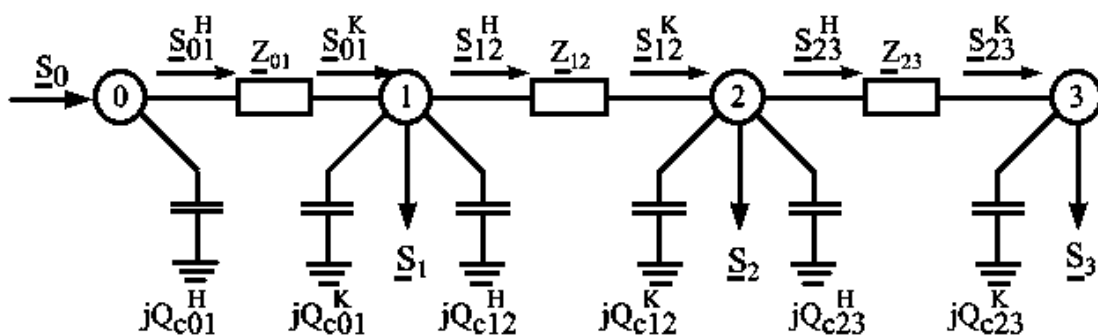 S₀ S₀₁ᴴ Z₀₁ S₀₁ᴷ S₁₂ᴴ Z₁₂ S₁₂ᴷ S₂₃ᴴ Z₂₃ S₂₃ᴷ
0 1 2 3
S₁ S₂ S₃
jQc01ᴴ jQc01ᴷ jQc12ᴴ jQc12ᴷ jQc23ᴴ jQc23ᴷ